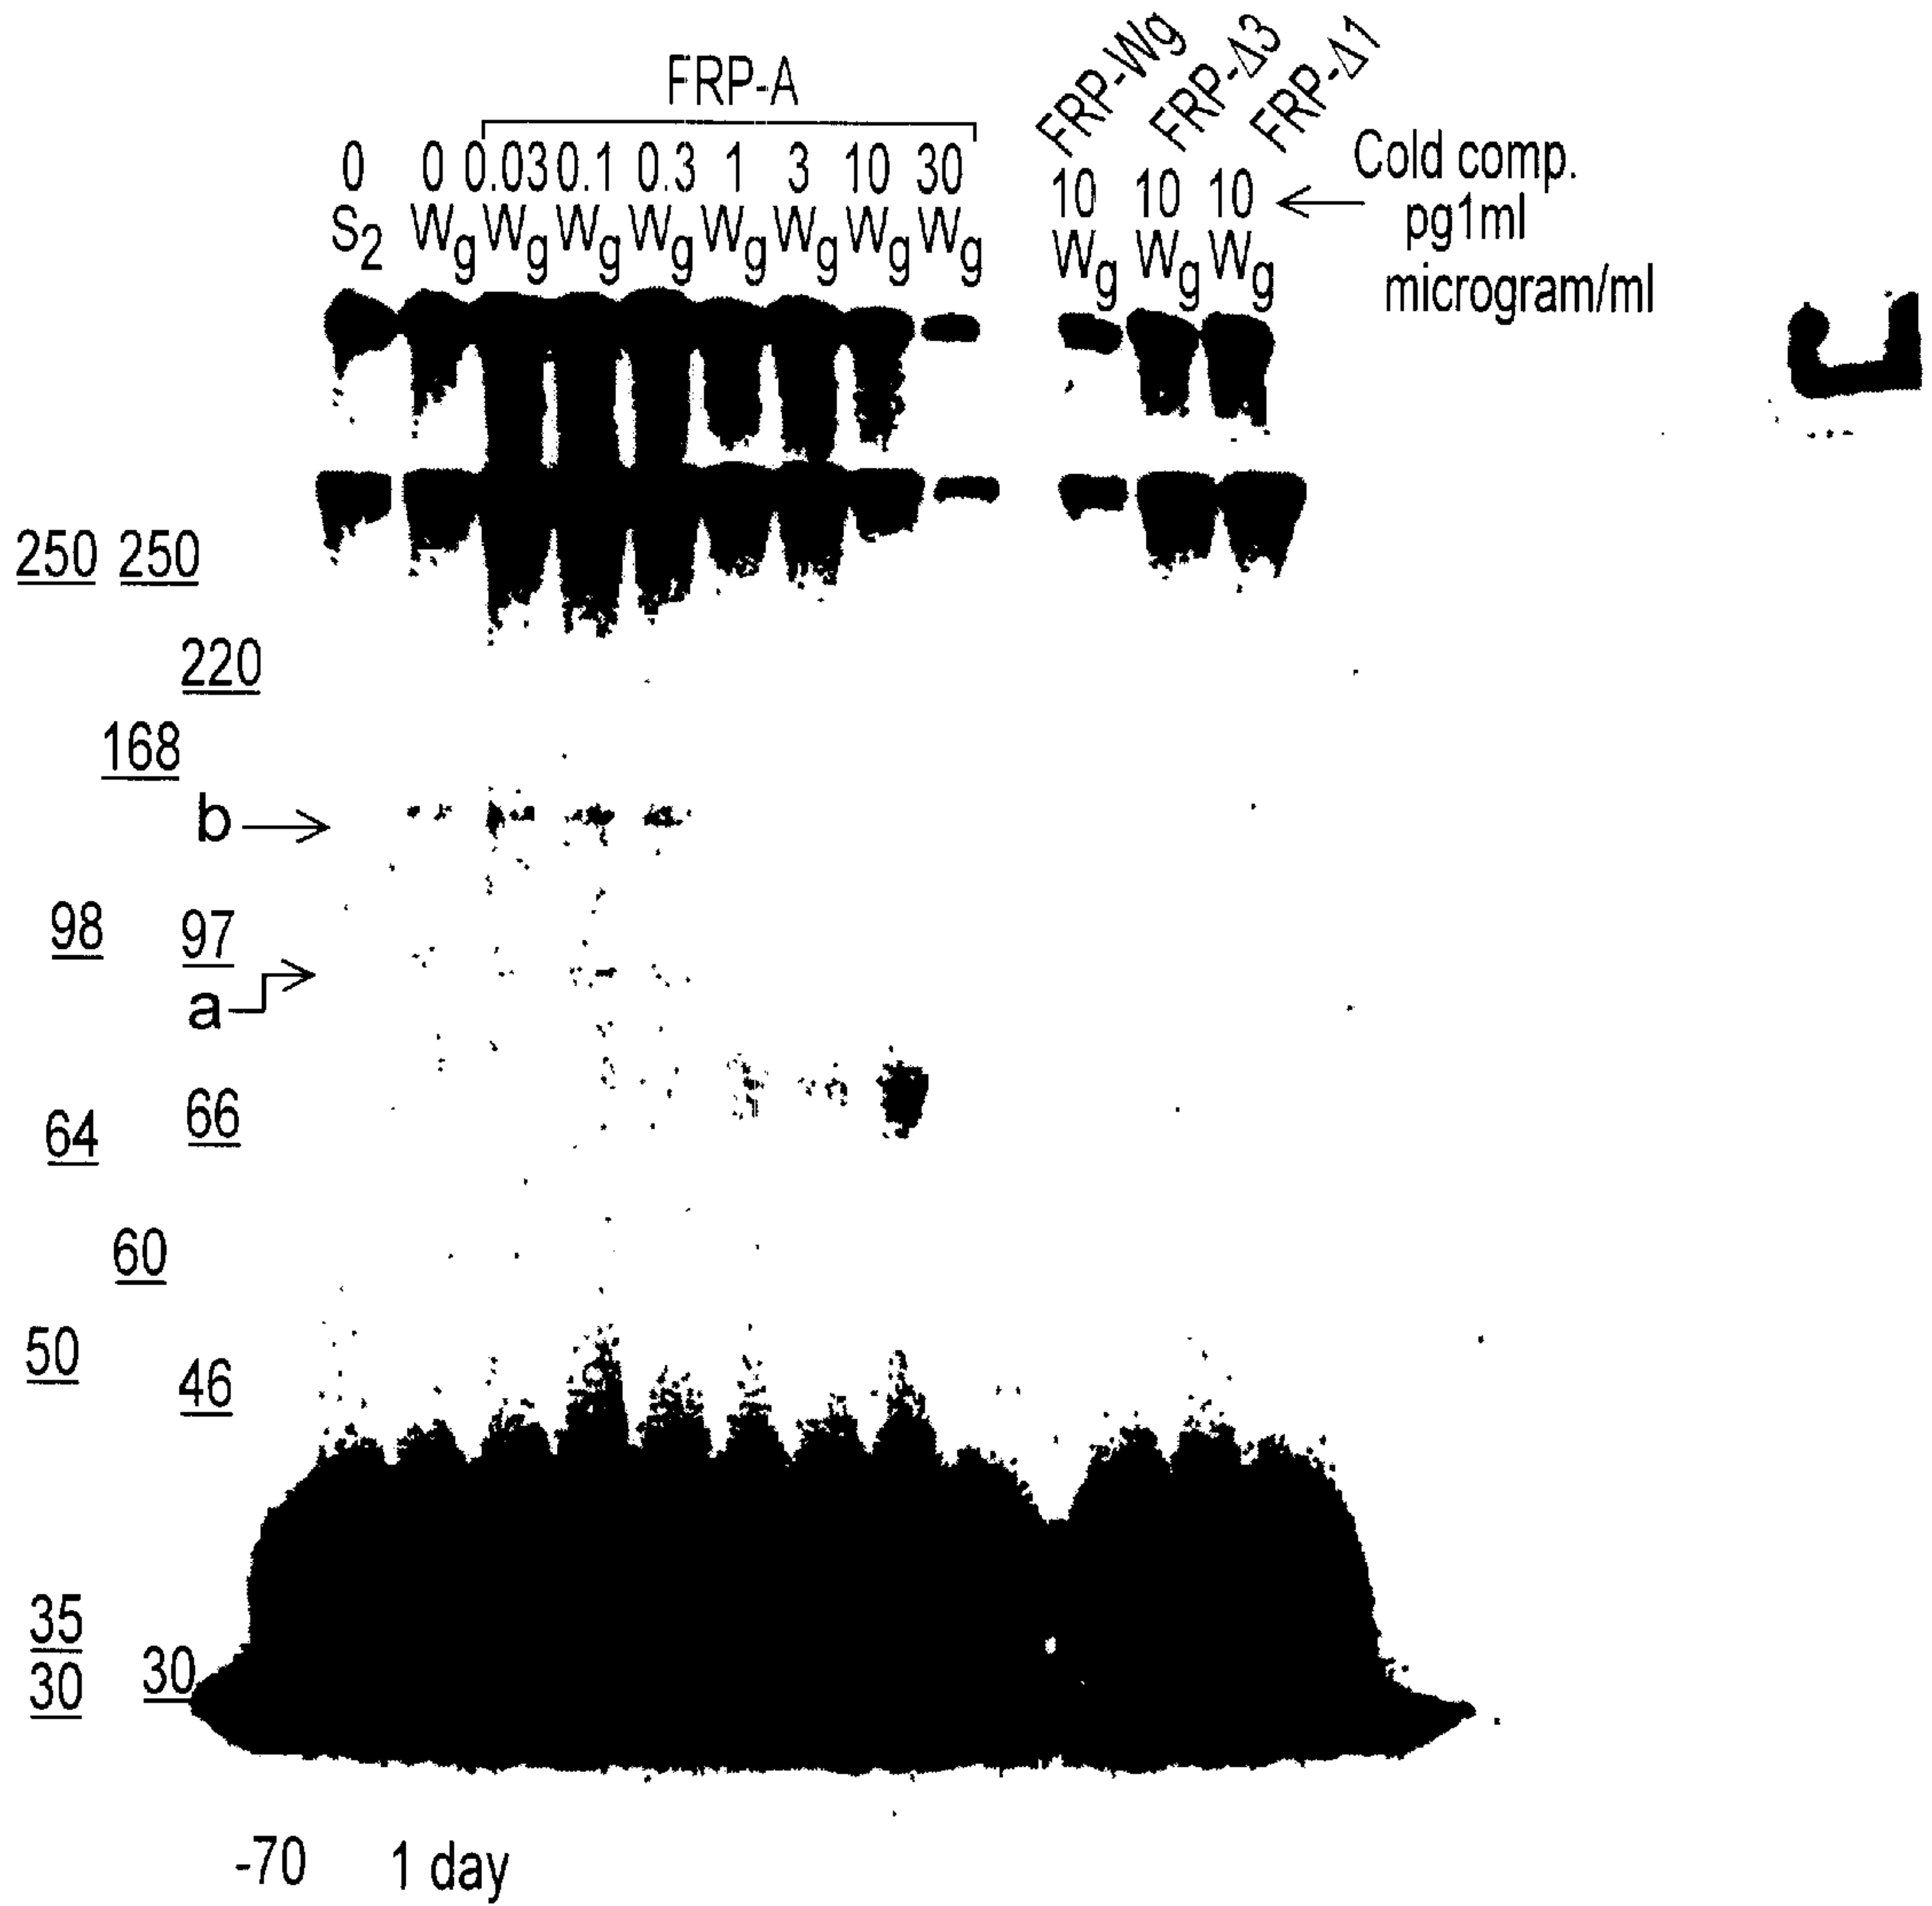 FRP-A
FRP-Wg FRP-Δ3 FRP-Δ1
0 0 0.03 0.1 0.3 1 3 10 30
10 10 10 Cold comp.
S2 Wg Wg Wg Wg Wg Wg Wg Wg
pg1ml
Wg Wg Wg
microgram/ml
250 250
220
168
b
98 97
a
66
64
60
50
46
35
30 30
-70 1 day